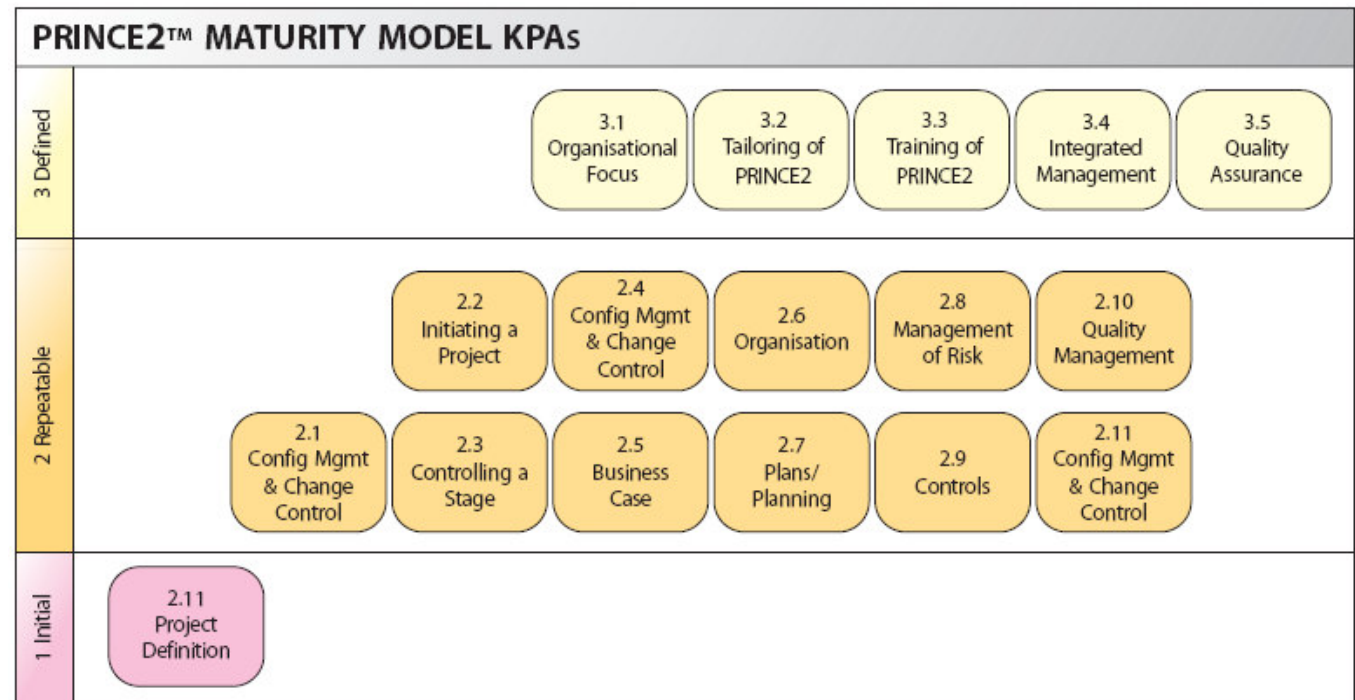 PRINCE2™ MATURITY MODEL KPAs
3 Defined
3.1
Organisational
Focus
3.2
Tailoring of
PRINCE2
3.3
Training of
PRINCE2
3.4
Integrated
Management
3.5
Quality
Assurance
2 Repeatable
2.2
Initiating a
Project
2.4
Config Mgmt
& Change
Control
2.6
Organisation
2.8
Management
of Risk
2.10
Quality
Management
2.1
Config Mgmt
& Change
Control
2.3
Controlling a
Stage
2.5
Business
Case
2.7
Plans/
Planning
2.9
Controls
2.11
Config Mgmt
& Change
Control
1 Initial
2.11
Project
Definition